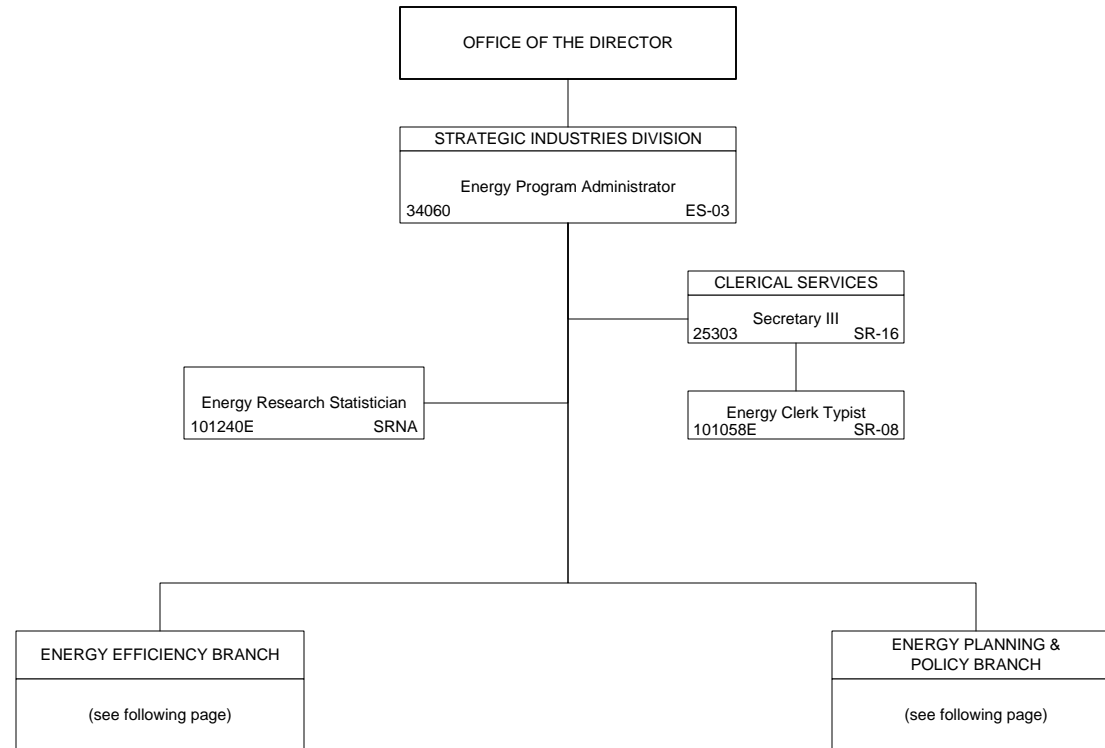 OFFICE OF THE DIRECTOR
STRATEGIC INDUSTRIES DIVISION
Energy Program Administrator
34060 ES-03
CLERICAL SERVICES
Secretary III
25303 SR-16
Energy Research Statistician
101240E SRNA
Energy Clerk Typist
101058E SR-08
ENERGY EFFICIENCY BRANCH
(see following page)
ENERGY PLANNING &
POLICY BRANCH
(see following page)